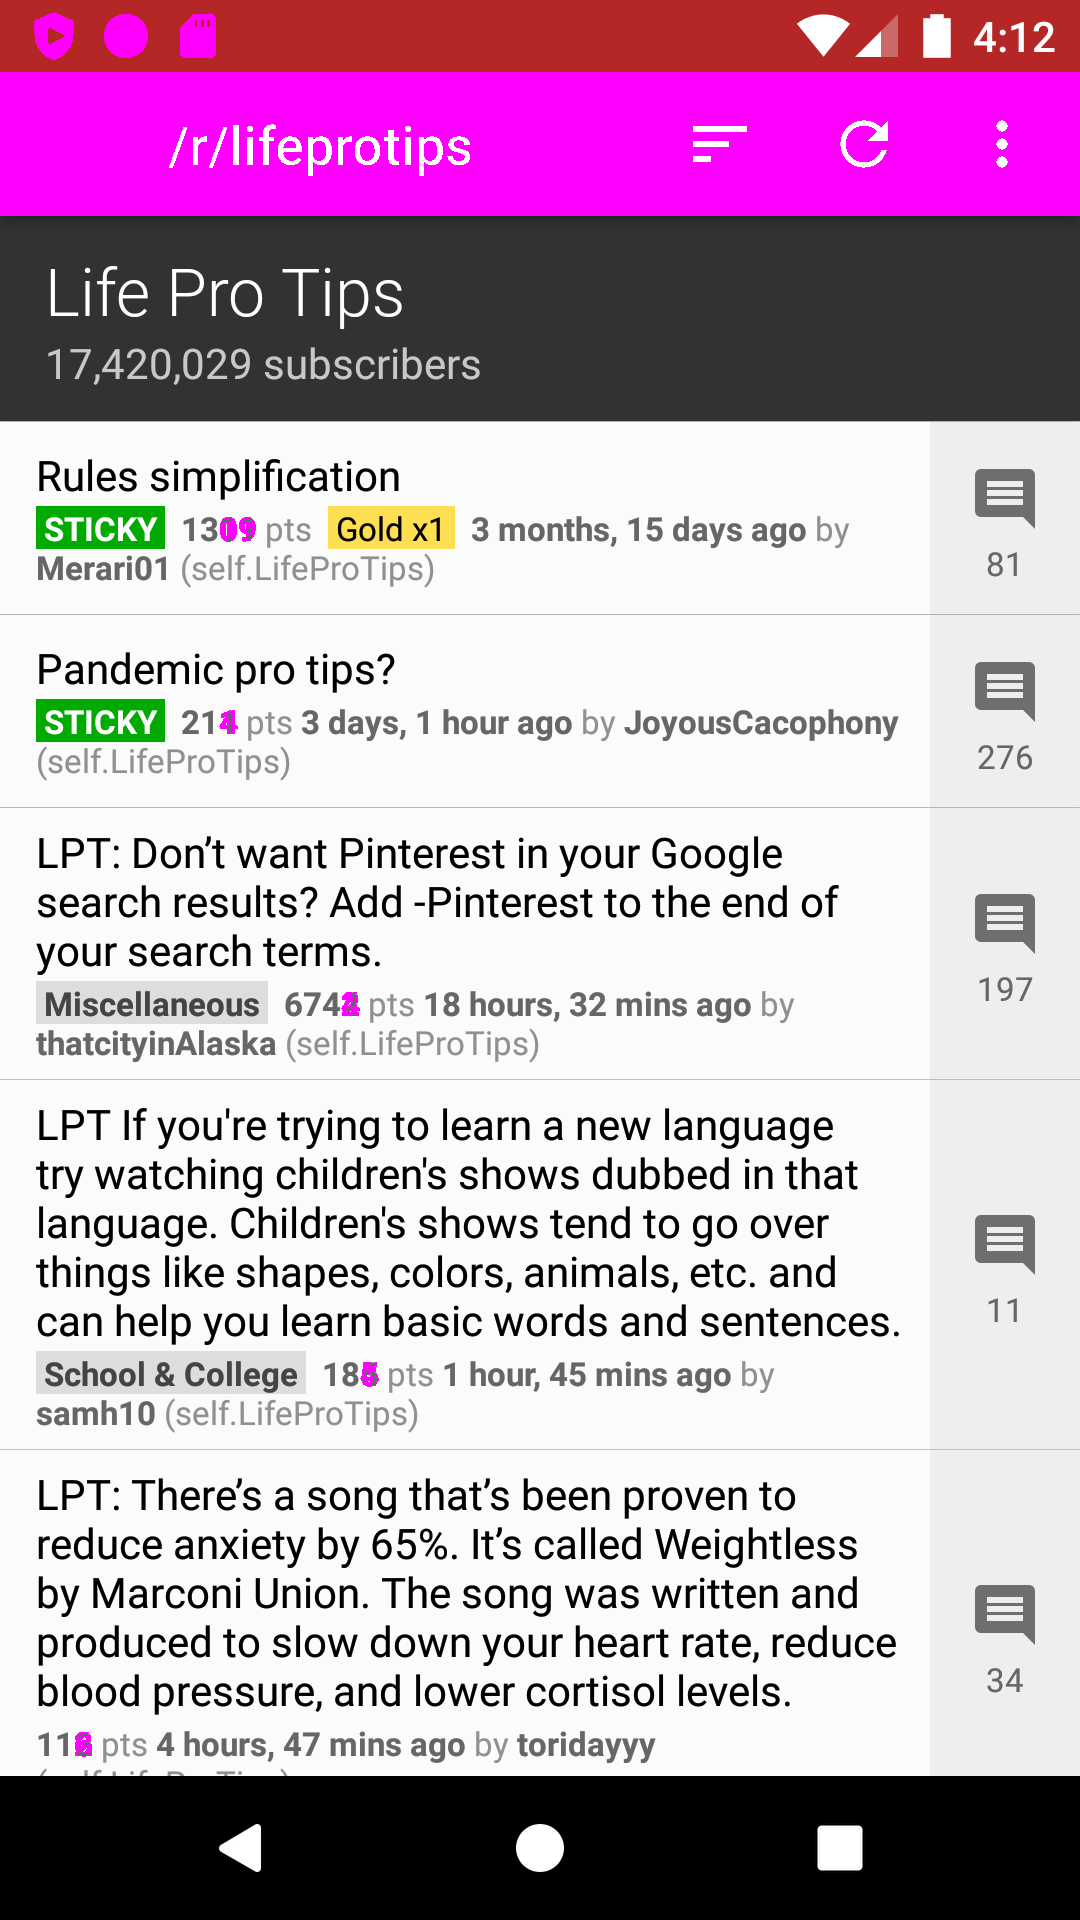 4:12
/r/lifeprotips
Life Pro Tips
17,420,029 subscribers
Rules simplification
STICKY pts Gold x1 3 months, 15 days ago by
Merari01 (self.LifeProTips)
81
Pandemic pro tips?
STICKY pts 3 days, 1 hour ago by JoyousCacophony
(self.LifeProTips)
276
LPT: Don’t want Pinterest in your Google
search results? Add -Pinterest to the end of
your search terms.
Miscellaneous pts 18 hours, 32 mins ago by
thatcityinAlaska (self.LifeProTips)
197
LPT If you're trying to learn a new language
try watching children's shows dubbed in that
language. Children's shows tend to go over
things like shapes, colors, animals, etc. and
can help you learn basic words and sentences.
School & College pts 1 hour, 45 mins ago by
samh10 (self.LifeProTips)
11
LPT: There’s a song that’s been proven to
reduce anxiety by 65%. It’s called Weightless
by Marconi Union. The song was written and
produced to slow down your heart rate, reduce
blood pressure, and lower cortisol levels.
pts 4 hours, 47 mins ago by toridayyy
34